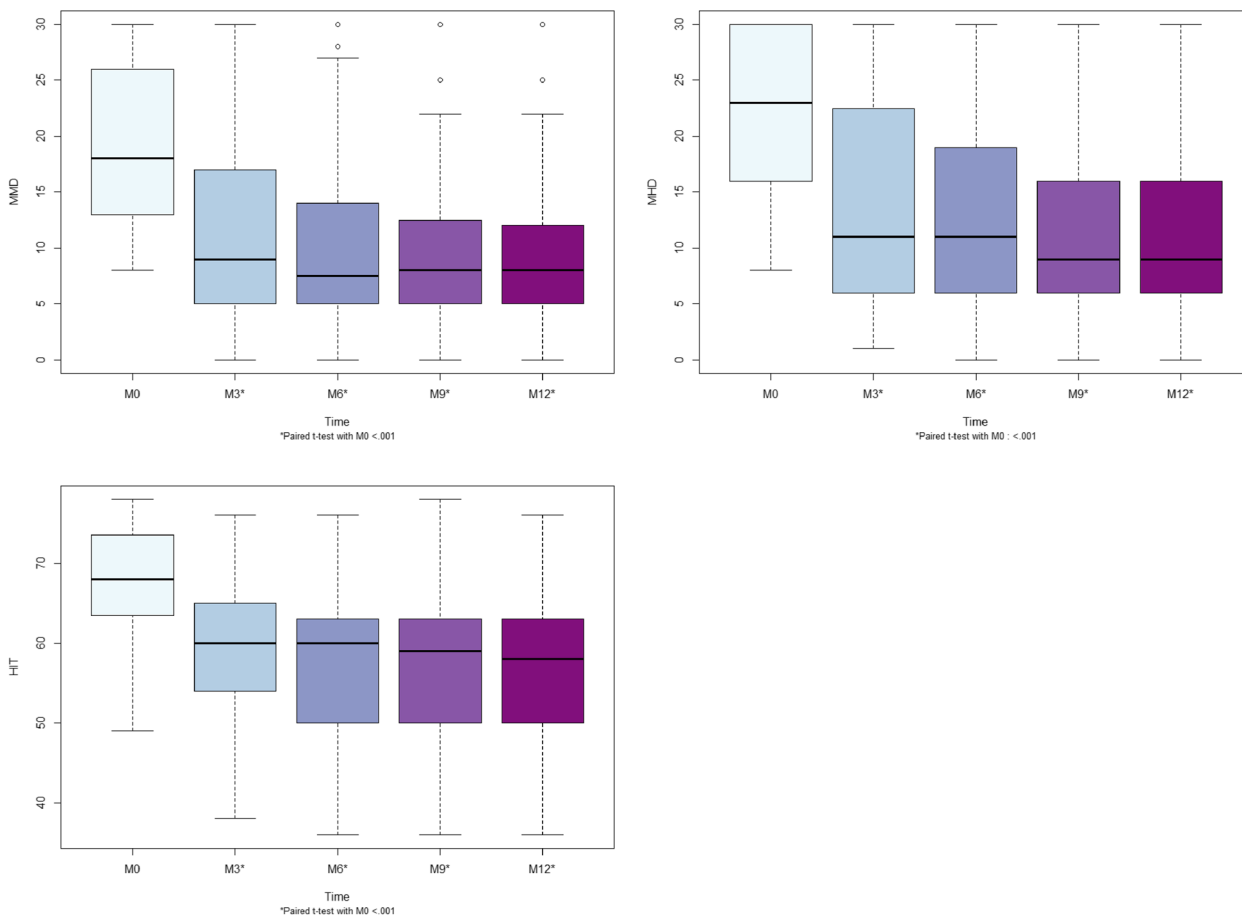 MMD
30
25
20
15
10
5
0
M0 M3* M6* M9* M12*
Time
*Paired t-test with M0 <.001
MHD
30
25
20
15
10
5
0
M0 M3* M6* M9* M12*
Time
*Paired t-test with M0 : <.001
HIT
70
60
50
40
M0 M3* M6* M9* M12*
Time
*Paired t-test with M0 <.001